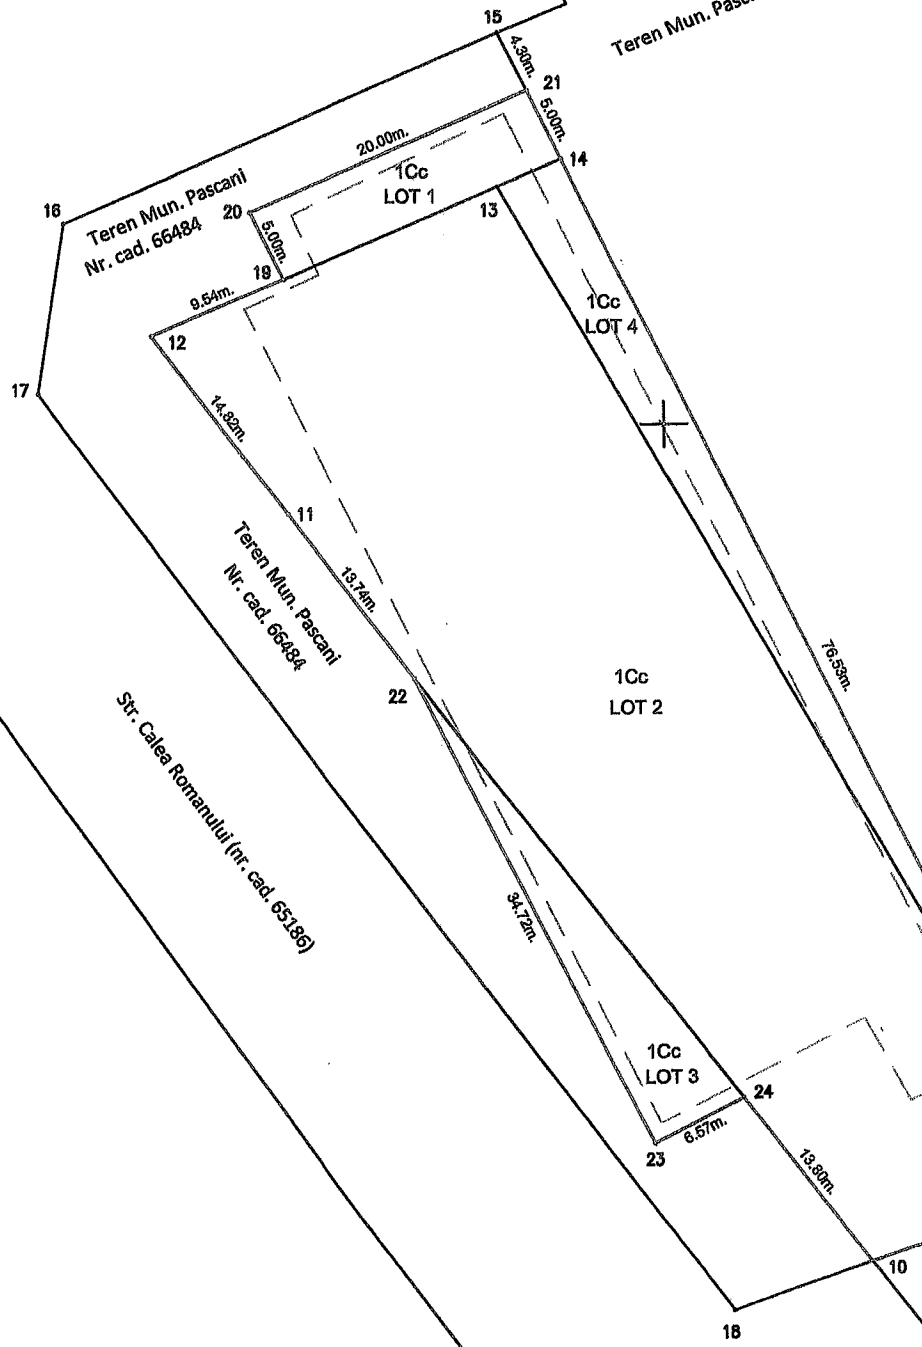 15
Teren Mun.
4.30m.
21
5.00m.
20.00m.
14
1Cc
LOT 1
13
16
Teren Mun. Pascani
Nr. cad. 66484
20
5.00m.
19
9.54m.
12
1Cc
LOT 4
17
14.82m.
11
Teren Mun. Pascani
Nr. cad. 66484
13.74m.
76.53m.
1Cc
LOT 2
22
Str. Calea Romanului (nr. cad. 65186)
34.72m.
1Cc
LOT 3
24
6.57m.
23
13.80m.
10
18